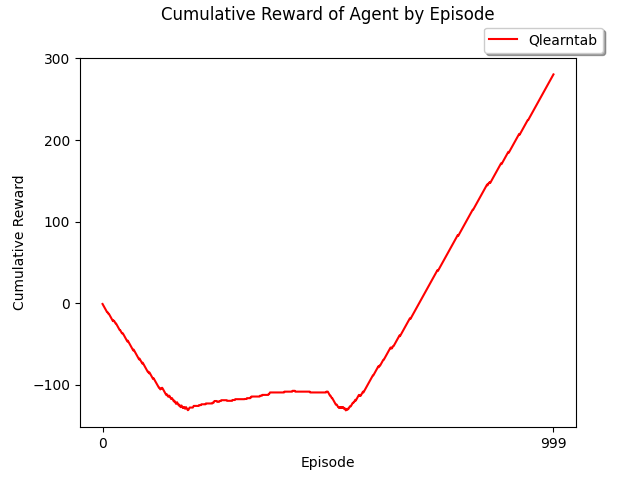 Cumulative Reward of Agent by Episode
Qlearntab
300
200
100
0
−100
Cumulative Reward
0
999
Episode